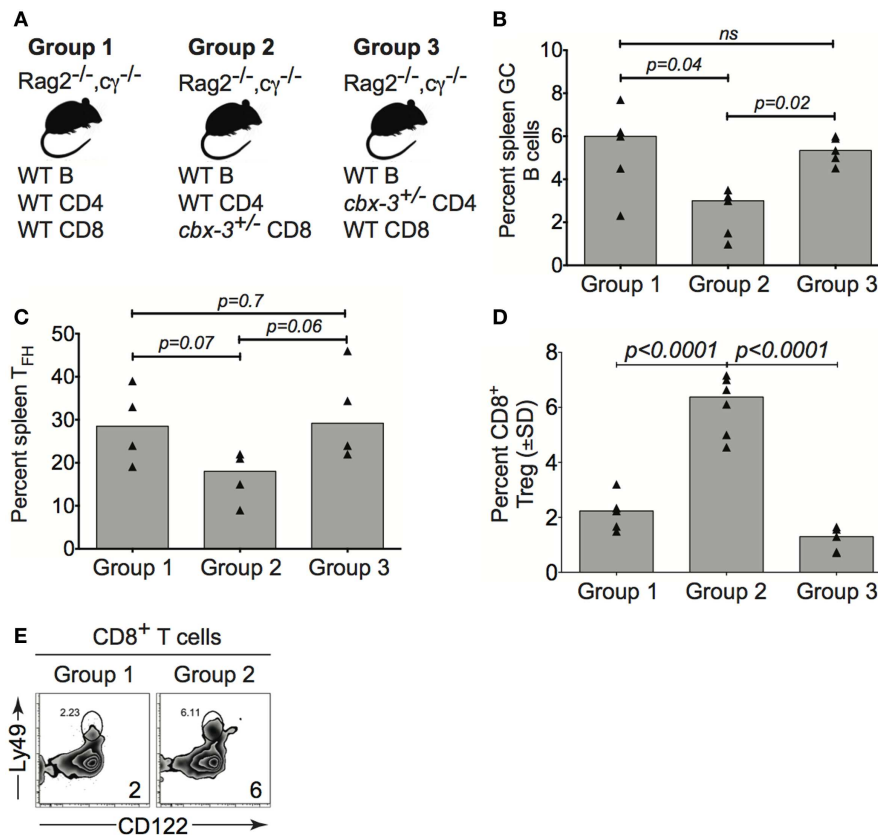 A
Group 1 Group 2 Group 3
Rag2-/-,cγ-/- Rag2-/-,cγ-/- Rag2-/-,cγ-/-
WT B WT B WT B
WT CD4 WT CD4 cbx-3+/- CD4
WT CD8 cbx-3+/- CD8 WT CD8
B
ns
p=0.04
p=0.02
Percent spleen GC
B cells
10
8
6
4
2
0
Group 1 Group 2 Group 3
C
p=0.7
p=0.07 p=0.06
Percent spleen TFH
50
40
30
20
10
0
Group 1 Group 2 Group 3
D
p<0.0001 p<0.0001
Percent CD8+
Treg (±SD)
8
6
4
2
0
Group 1 Group 2 Group 3
E
CD8+ T cells
Group 1 Group 2
Ly49
2.23 6.11
2 6
CD122